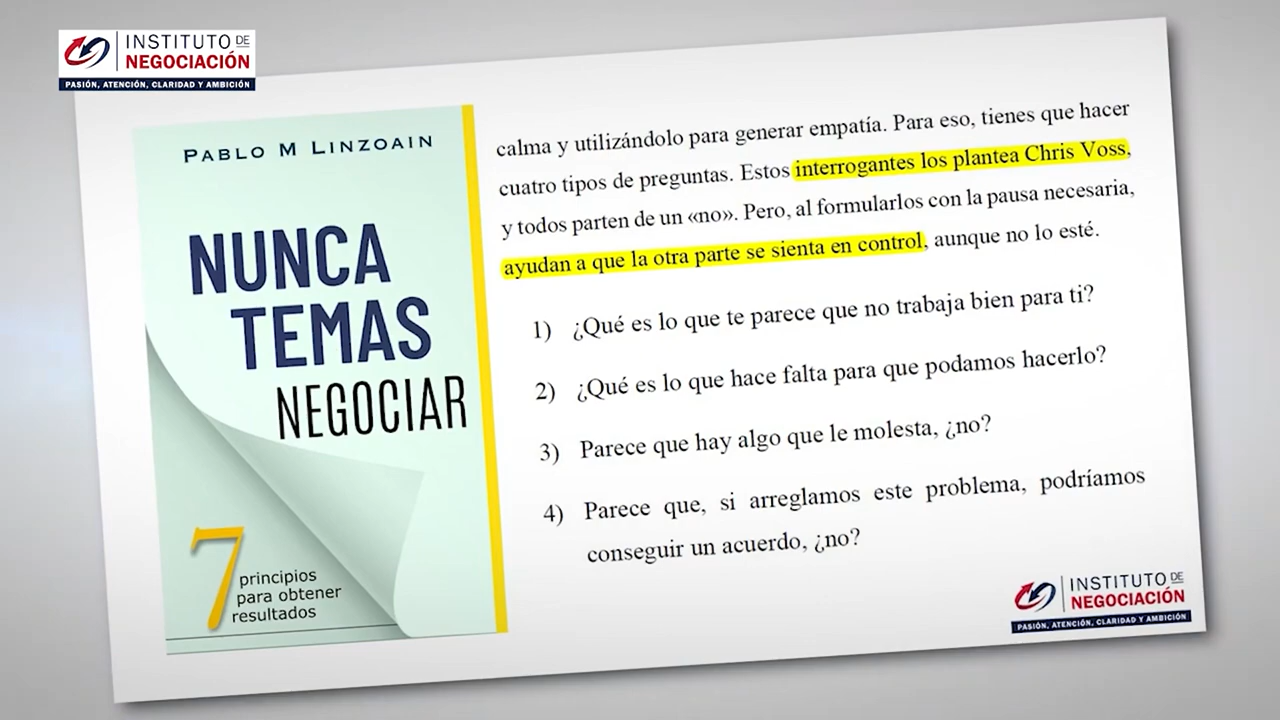 INSTITUTO DE
NEGOCIACIÓN
PASIÓN, ATENCIÓN, CLARIDAD Y AMBICIÓN
PABLO M LINZOAIN
NUNCA
TEMAS
NEGOCIAR
7 principios
para obtener
resultados
calma y utilizándolo para generar empatía. Para eso, tienes que hacer
cuatro tipos de preguntas. Estos interrogantes los plantea Chris Voss,
y todos parten de un «no». Pero, al formularlos con la pausa necesaria,
ayudan a que la otra parte se sienta en control, aunque no lo esté.
1) ¿Qué es lo que te parece que no trabaja bien para ti?
2) ¿Qué es lo que hace falta para que podamos hacerlo?
3) Parece que hay algo que le molesta, ¿no?
4) Parece que, si arreglamos este problema, podríamos
conseguir un acuerdo, ¿no?
INSTITUTO DE
NEGOCIACIÓN
PASIÓN, ATENCIÓN, CLARIDAD Y AMBICIÓN